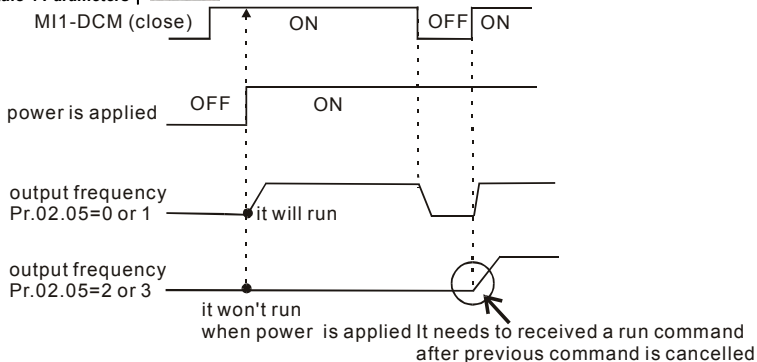 MI1-DCM (close)
ON
OFF
ON
power is applied
OFF
ON
output frequency
Pr.02.05=0 or 1
it will run
output frequency
Pr.02.05=2 or 3
it won't run
when power is applied
It needs to received a run command
after previous command is cancelled